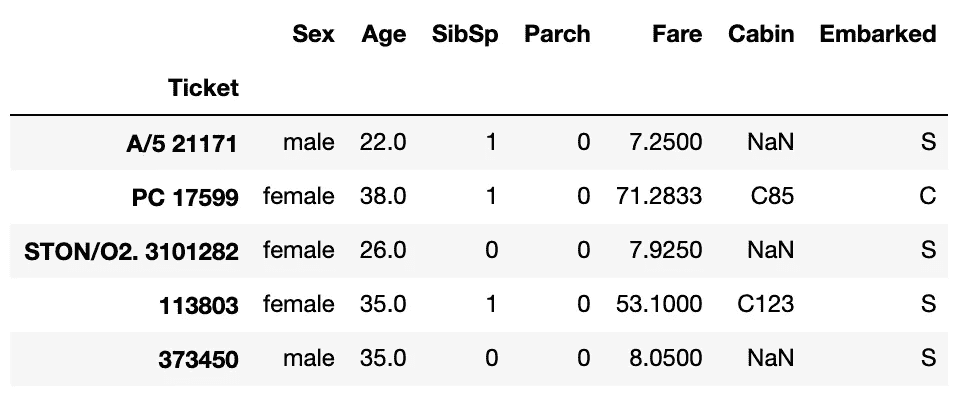 Sex Age SibSp Parch Fare Cabin Embarked
Ticket
A/5 21171 male 22.0 1 0 7.2500 NaN S
PC 17599 female 38.0 1 0 71.2833 C85 C
STON/O2. 3101282 female 26.0 0 0 7.9250 NaN S
113803 female 35.0 1 0 53.1000 C123 S
373450 male 35.0 0 0 8.0500 NaN S